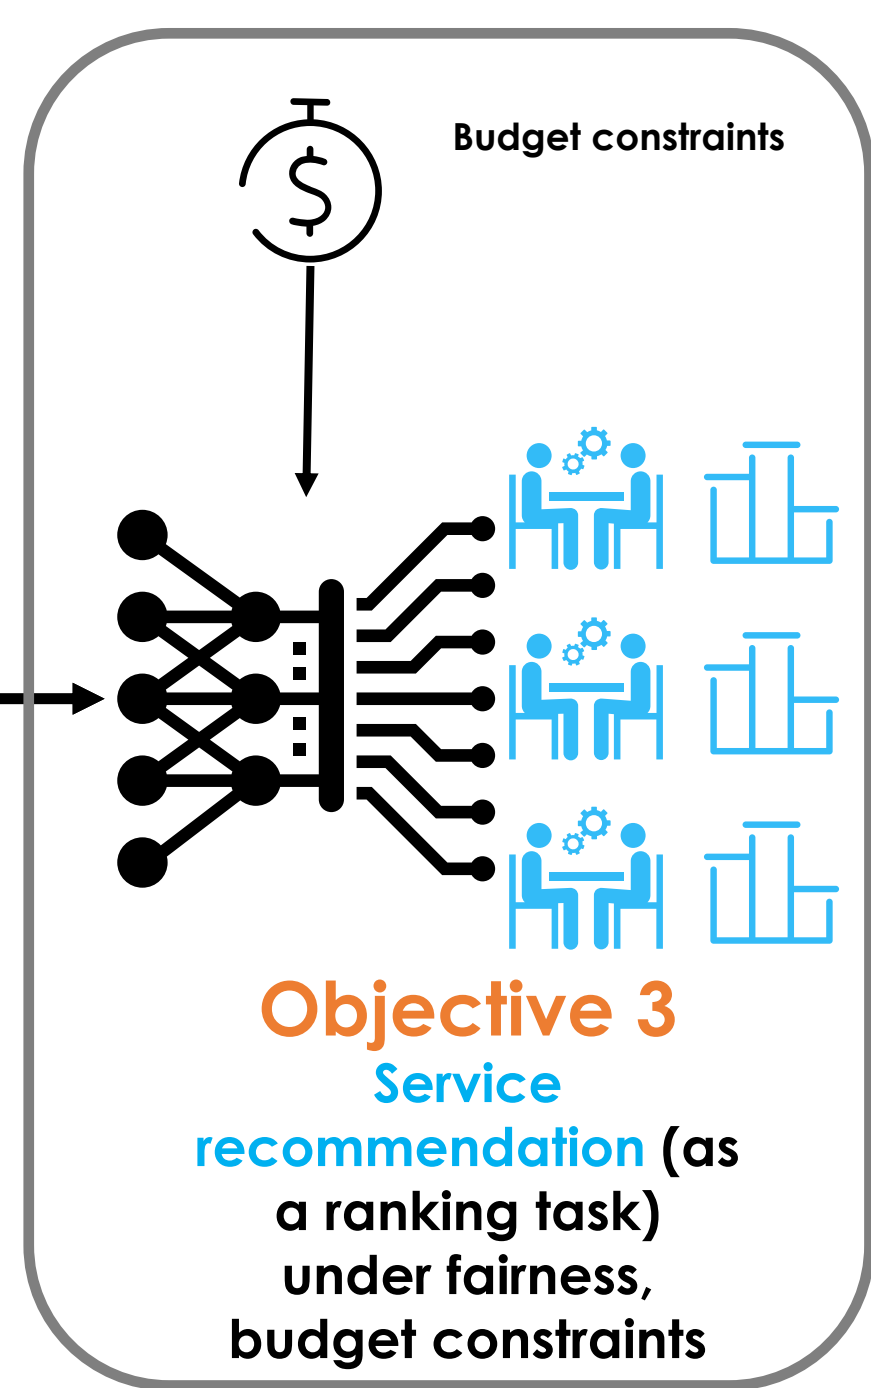 $
Budget constraints
Objective 3
Service
recommendation (as
a ranking task)
under fairness,
budget constraints